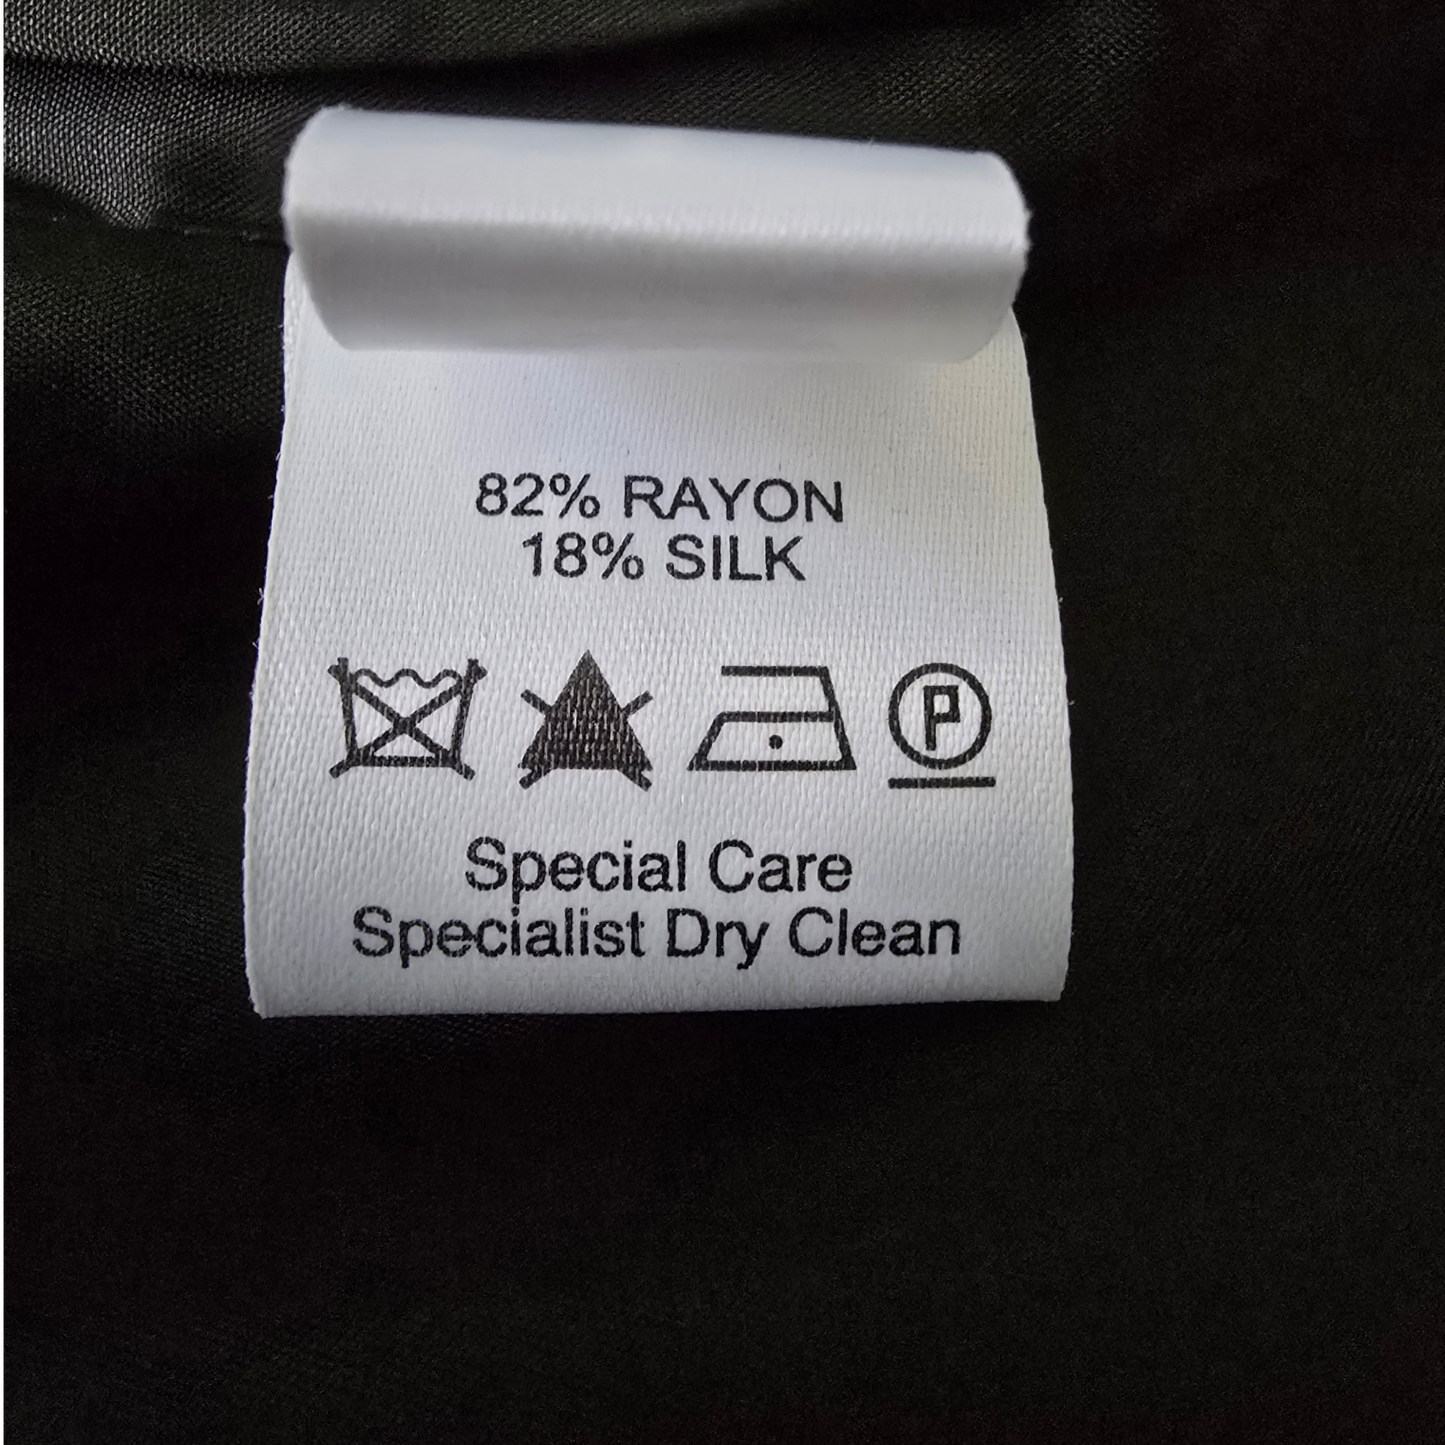 82% RAYON
18% SILK
P
Special Care
Specialist Dry Clean